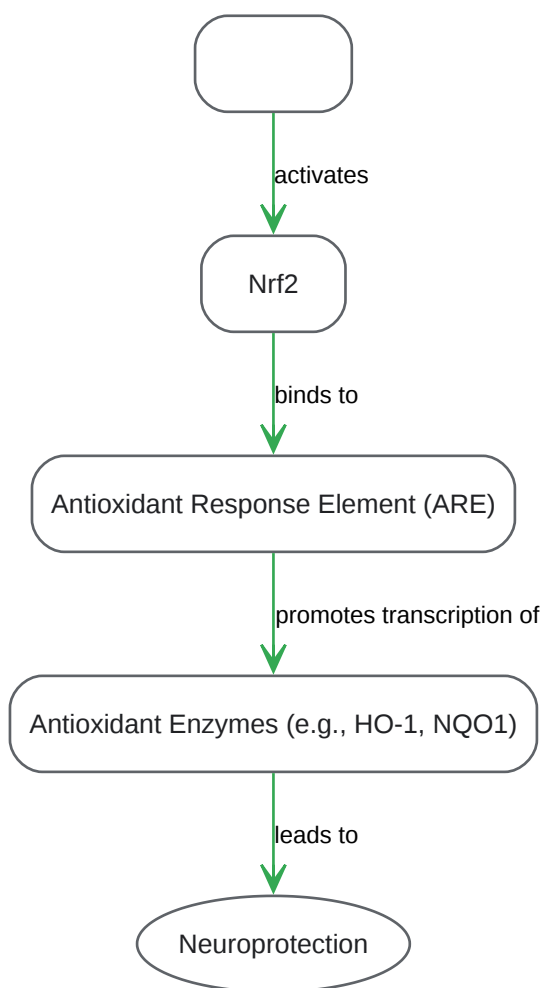 activates
Nrf2
binds to
Antioxidant Response Element (ARE)
promotes transcription of
Antioxidant Enzymes (e.g., HO-1, NQO1)
leads to
Neuroprotection